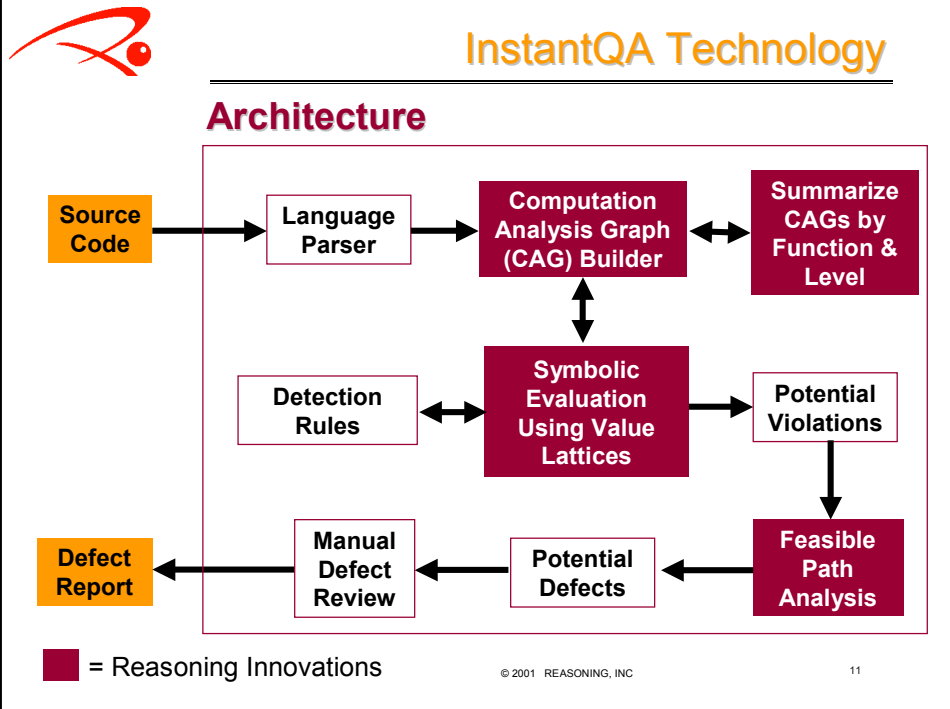 InstantQA Technology
Architecture
Source
Code
Language
Parser
Computation
Analysis Graph
(CAG) Builder
Summarize
CAGs by
Function &
Level
Detection
Rules
Symbolic
Evaluation
Using Value
Lattices
Potential
Violations
Defect
Report
Manual
Defect
Review
Potential
Defects
Feasible
Path
Analysis
= Reasoning Innovations
© 2001 REASONING, INC
11